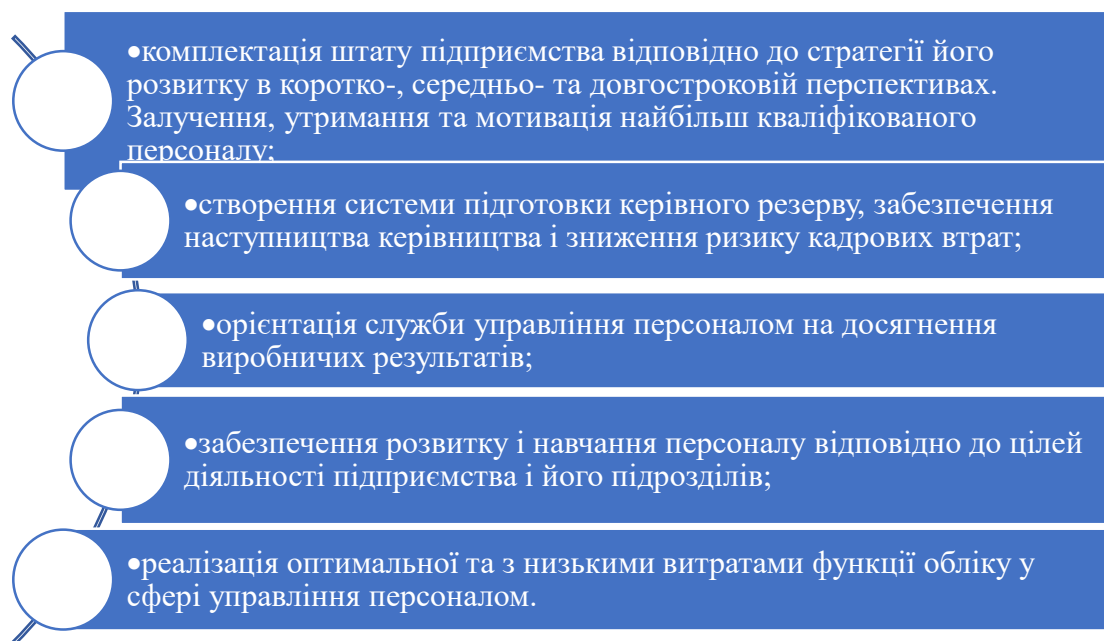 •комплектація штату підприємства відповідно до стратегії його
розвитку в коротко-, середньо- та довгостроковій перспективах.
Залучення, утримання та мотивація найбільш кваліфікованого
персоналу;
•створення системи підготовки керівного резерву, забезпечення
наступництва керівництва і зниження ризику кадрових втрат;
•орієнтація служби управління персоналом на досягнення
виробничих результатів;
•забезпечення розвитку і навчання персоналу відповідно до цілей
діяльності підприємства і його підрозділів;
•реалізація оптимальної та з низькими витратами функції обліку у
сфері управління персоналом.